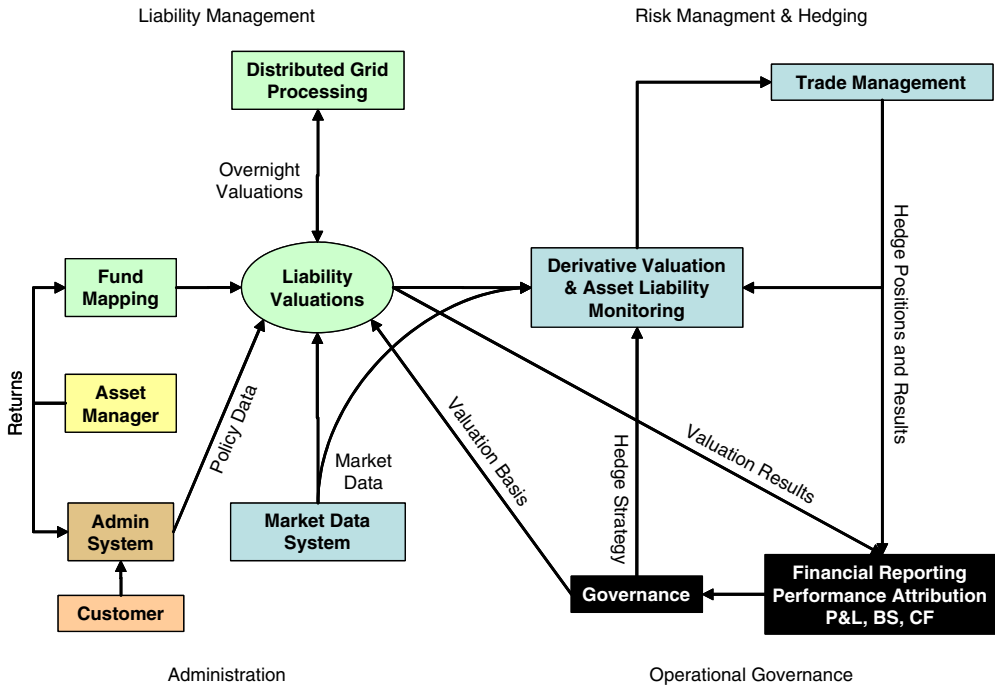 Liability Management
Risk Managment & Hedging
Distributed Grid
Processing
Trade Management
Overnight
Valuations
Hedge Positions and Results
Fund
Mapping
Liability
Valuations
Derivative Valuation
& Asset Liability
Monitoring
Returns
Asset
Manager
Policy Data
Market
Data
Valuation Basis
Hedge Strategy
Valuation Results
Admin
System
Market Data
System
Customer
Governance
Financial Reporting
Performance Attribution
P&L, BS, CF
Administration
Operational Governance